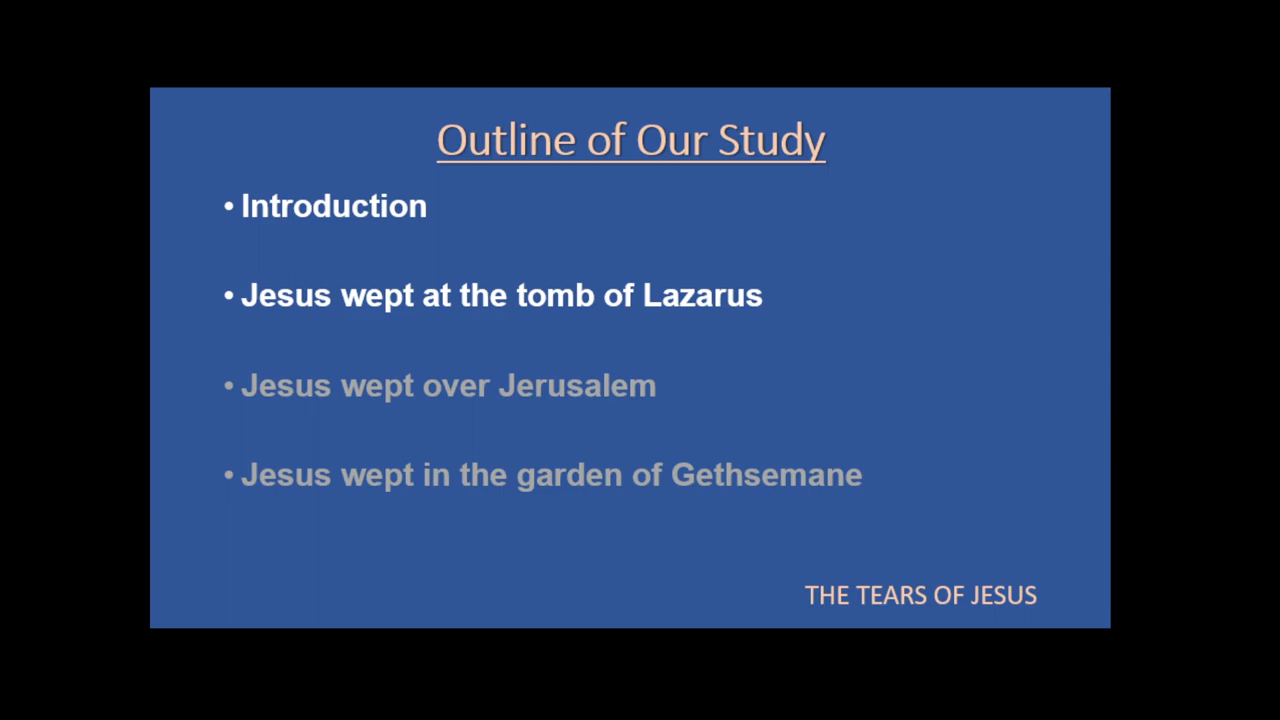 Outline of Our Study
• Introduction
• Jesus wept at the tomb of Lazarus
• Jesus wept over Jerusalem
• Jesus wept in the garden of Gethsemane
THE TEARS OF JESUS